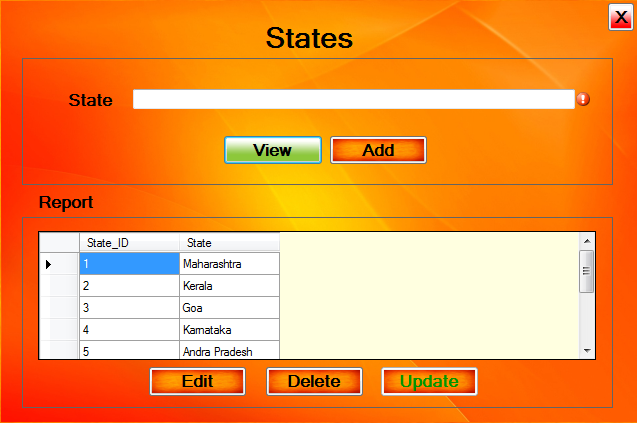 X
States
State
View Add
Report
State_ID State
1 Maharashtra
2 Kerala
3 Goa
4 Karnataka
5 Andra Pradesh
Edit Delete Update